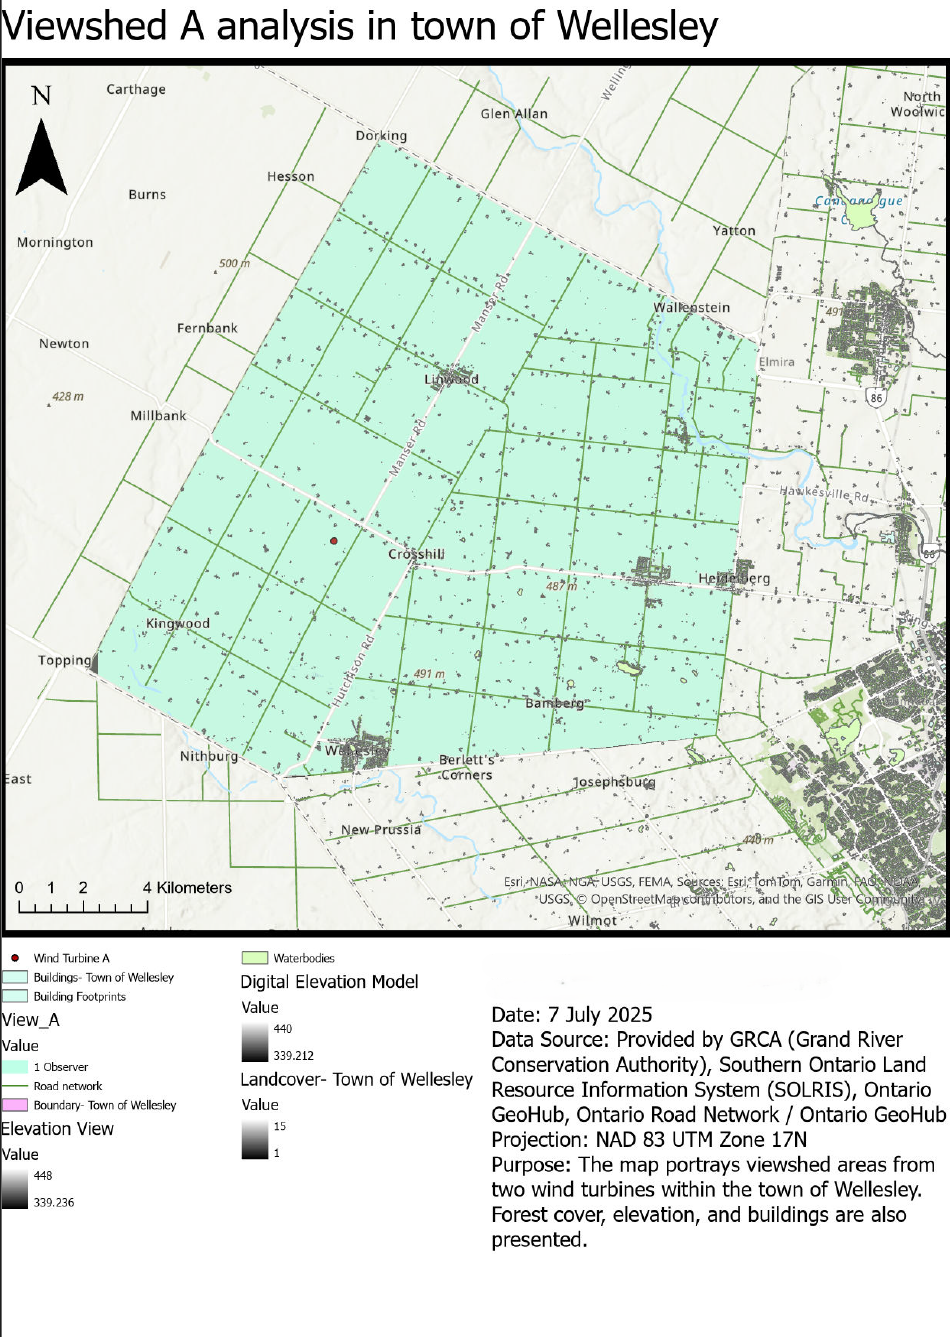 Viewshed A analysis in town of Wellesley
N
Carthage
Welling
North
Woolwic
Glen Allan
Dorking
Hesson
Burns
Yatton
Mornington
500 m
Wallenstein
Manser Rd
Fernbank
Newton
Elmira
Linwood
428 m
86
Millbank
Manser Rd
Hawkesville Rd
Crosshill
Heidelberg
487 m
Kingwood
Hutchison Rd
Topping
491 m
Bamberg
Wellesley
Nithburg
Berlett's
Corners
East
Josephsburg
New Prussia
440 m
0 1 2 4 Kilometers
Esri, NASA, NGA, USGS, FEMA, Sources: Esri, TomTom, Garmin, FAO, NOAA,
USGS, © OpenStreetMap contributors, and the GIS User Community
Wilmot
Wind Turbine A
Buildings- Town of Wellesley
Building Footprints
View_A
Value
1 Observer
Road network
Boundary- Town of Wellesley
Elevation View
Value
448
339.236
Waterbodies
Digital Elevation Model
Value
440
339.212
Landcover- Town of Wellesley
Value
15
1
Date: 7 July 2025
Data Source: Provided by GRCA (Grand River
Conservation Authority), Southern Ontario Land
Resource Information System (SOLRIS), Ontario
GeoHub, Ontario Road Network / Ontario GeoHub
Projection: NAD 83 UTM Zone 17N
Purpose: The map portrays viewshed areas from
two wind turbines within the town of Wellesley.
Forest cover, elevation, and buildings are also
presented.